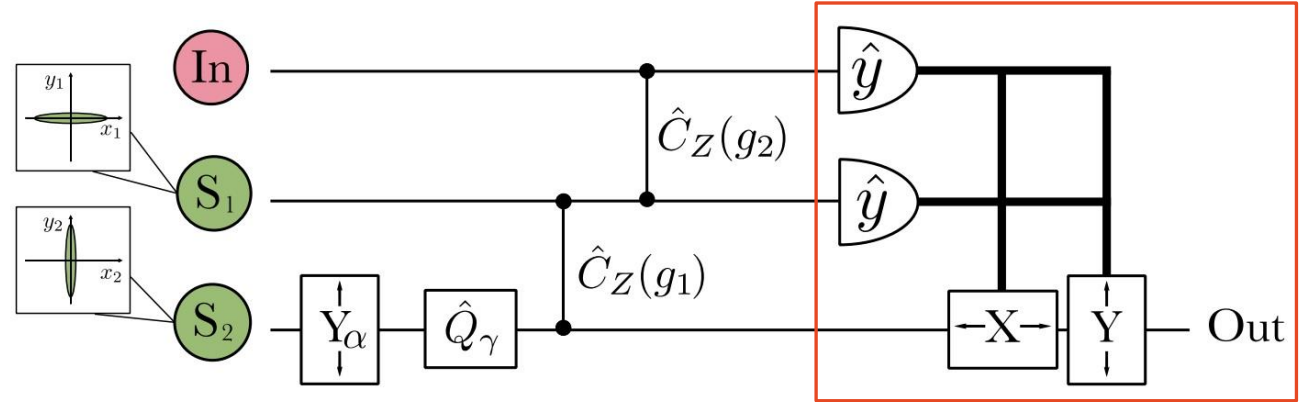 In
ŷ
y₁
x₁
Ĉ_Z(g₂)
S₁
ŷ
y₂
x₂
Ĉ_Z(g₁)
S₂
Y_α
Q̂_γ
X
Y
Out